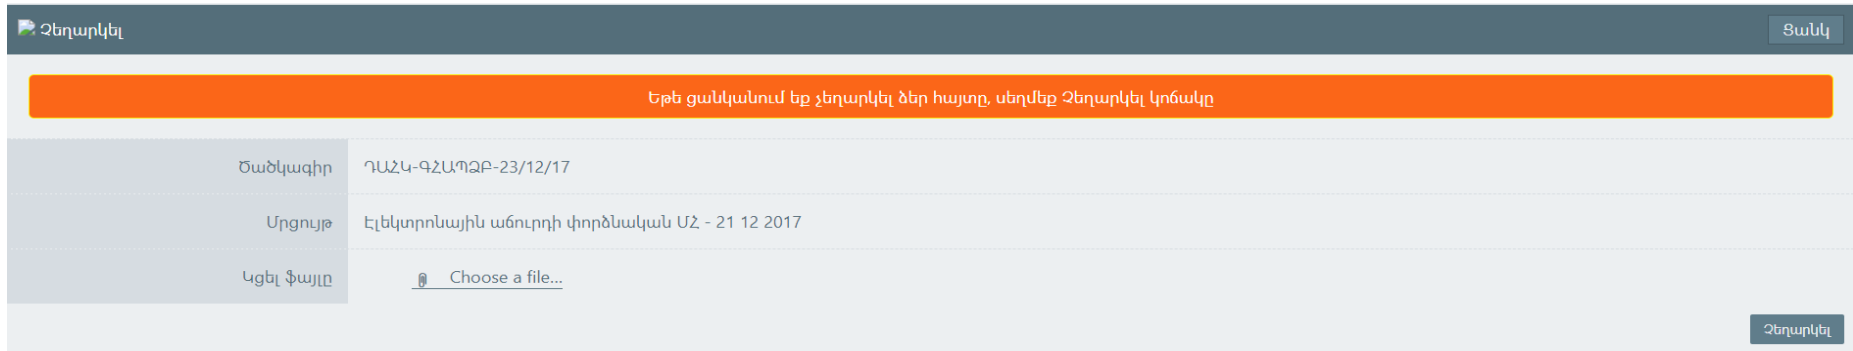 Չեղարկել
Ցանկ
Եթե ցանկանում եք չեղարկել ձեր հայտը, սեղմեք Չեղարկել կոճակը
Ծածկագիր ԴԱՀԿ-ԳՀԱՊՁԲ-23/12/17
Մրցույթ Էլեկտրոնային աճուրդի փորձնական ՄՀ - 21 12 2017
Կցել ֆայլը Choose a file...
Չեղարկել